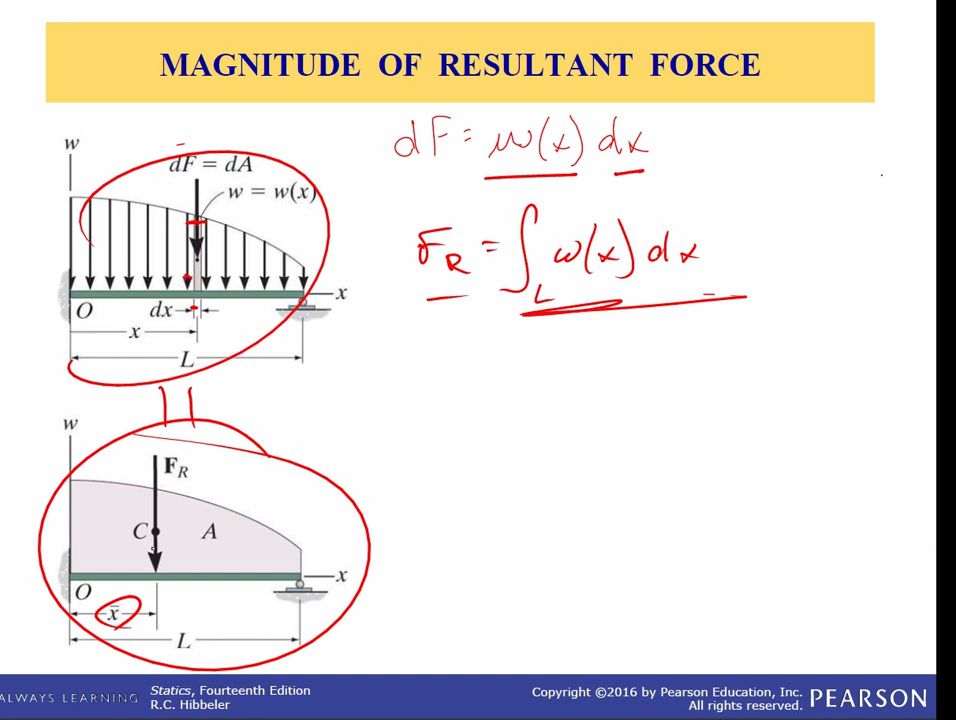 MAGNITUDE OF RESULTANT FORCE
dF = w(x) dx
w
dF = dA
w = w(x)
F_R = ∫_L w(x) dx
x
O
dx
x
L
w
F_R
C
A
x
O
x̄
L
ALWAYS LEARNING
Statics, Fourteenth Edition
R.C. Hibbeler
Copyright ©2016 by Pearson Education, Inc.
All rights reserved.
PEARSON